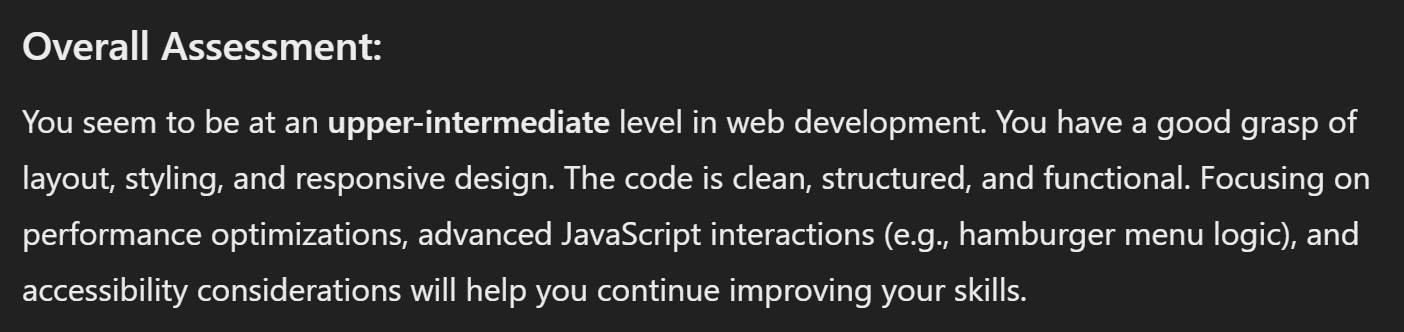 Overall Assessment:
You seem to be at an upper-intermediate level in web development. You have a good grasp of
layout, styling, and responsive design. The code is clean, structured, and functional. Focusing on
performance optimizations, advanced JavaScript interactions (e.g., hamburger menu logic), and
accessibility considerations will help you continue improving your skills.